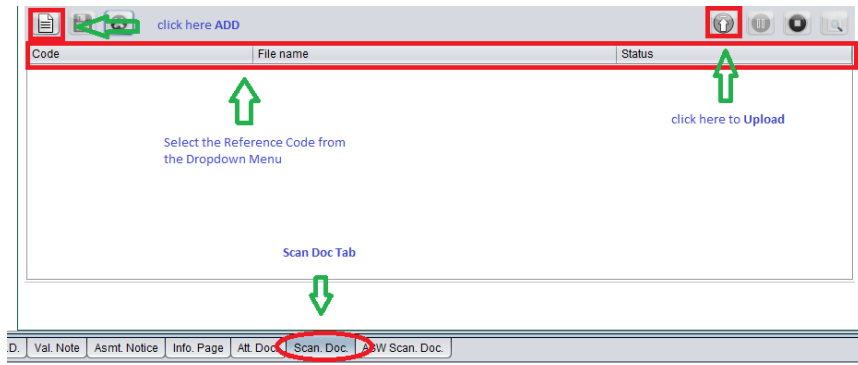 click here ADD
Code File name Status
click here to Upload
Select the Reference Code from
the Dropdown Menu
Scan Doc Tab
.D. Val. Note Asmt. Notice Info. Page Att. Doc. Scan. Doc. ASW Scan. Doc.